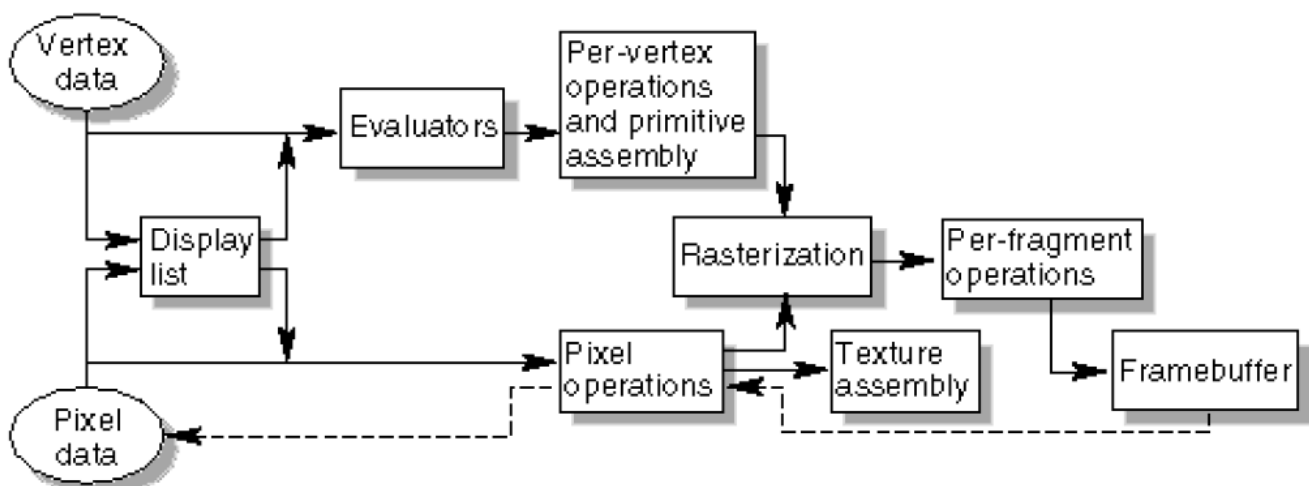 Vertex
data
Evaluators
Per-vertex
operations
and primitive
assembly
Display
list
Rasterization
Per-fragment
operations
Pixel
operations
Texture
assembly
Framebuffer
Pixel
data